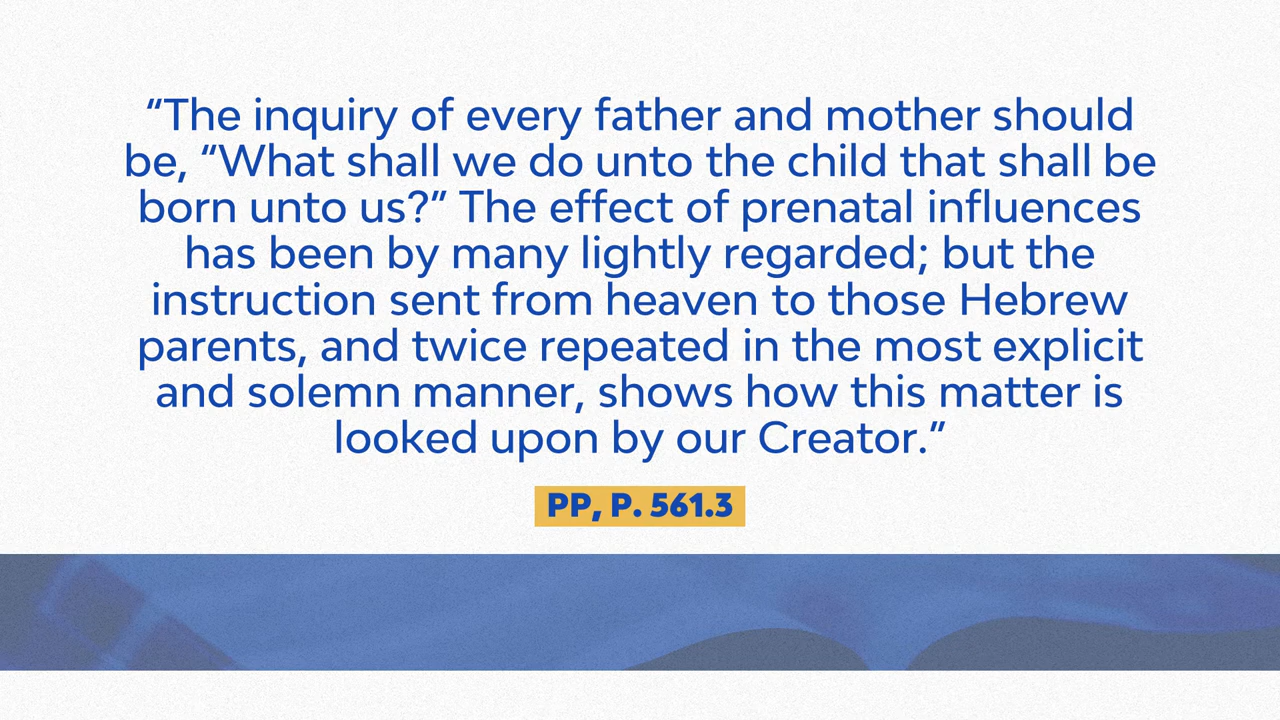 “The inquiry of every father and mother should
be, “What shall we do unto the child that shall be
born unto us?” The effect of prenatal influences
has been by many lightly regarded; but the
instruction sent from heaven to those Hebrew
parents, and twice repeated in the most explicit
and solemn manner, shows how this matter is
looked upon by our Creator.”
PP, P. 561.3